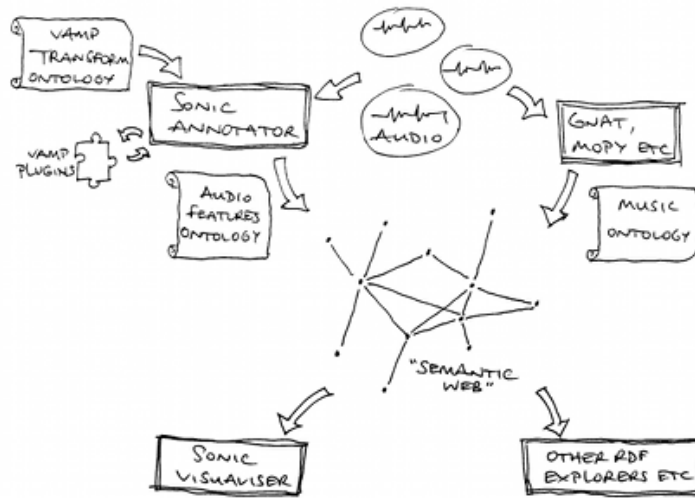 VAMP
TRANSFORM
ONTOLOGY
SONIC
ANNOTATOR
AUDIO
GNAT,
MOPY ETC
VAMP
PLUGINS
AUDIO
FEATURES
ONTOLOGY
MUSIC
ONTOLOGY
"SEMANTIC
WEB"
SONIC
VISUALISER
OTHER RDF
EXPLORERS ETC